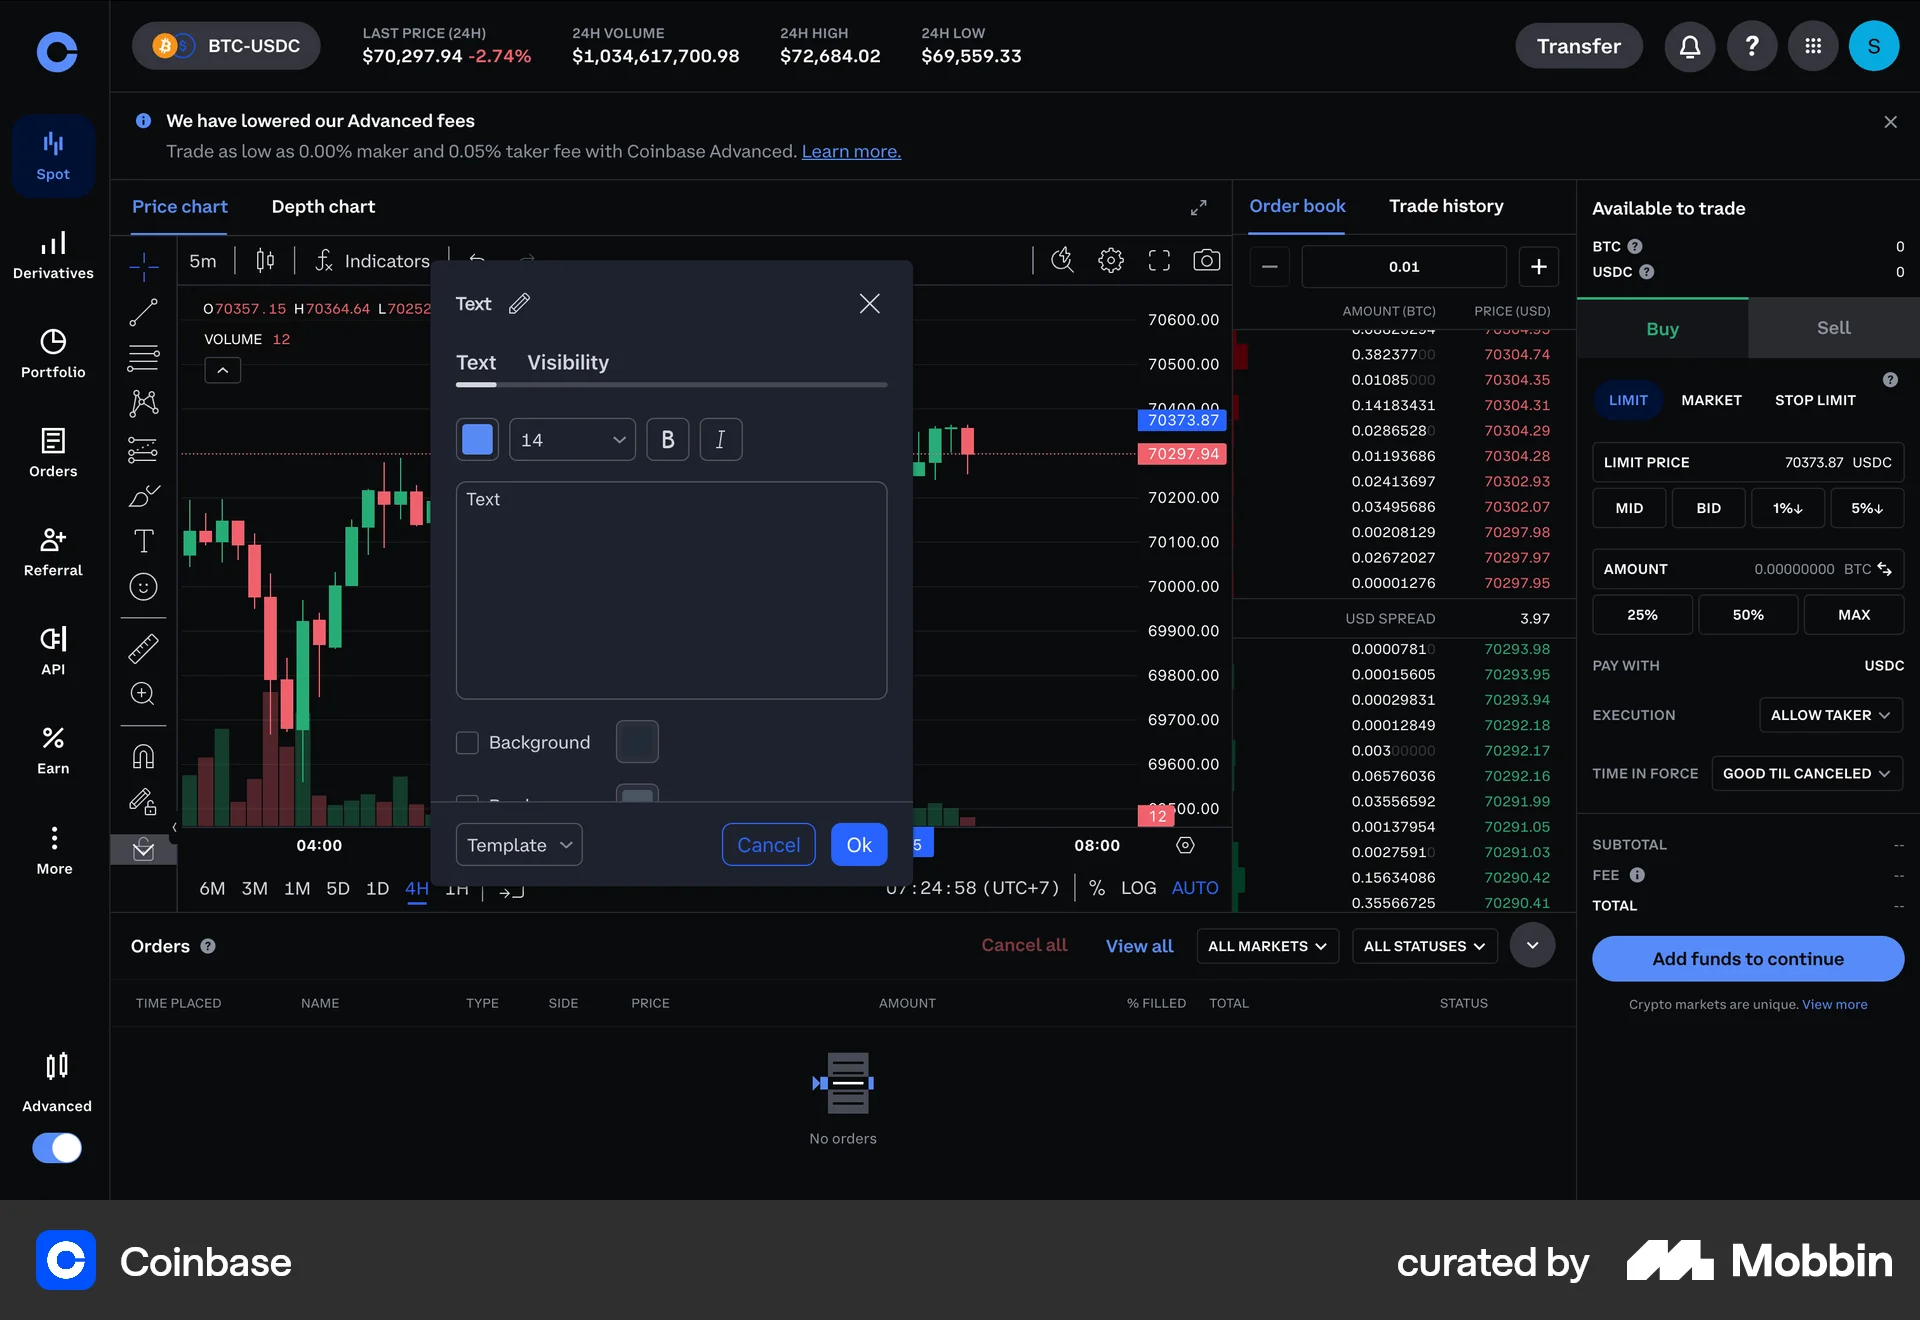 BTC-USDC
LAST PRICE (24H)
$70,297.94 -2.74%
24H VOLUME
$1,034,617,700.98
24H HIGH
$72,684.02
24H LOW
$69,559.33
Transfer
?
S
We have lowered our Advanced fees
Trade as low as 0.00% maker and 0.05% taker fee with Coinbase Advanced. Learn more.
Spot
Derivatives
Portfolio
Orders
Referral
API
Earn
More
Advanced
Price chart
Depth chart
5m
Indicators
O70357.15 H70364.64 L70252
VOLUME 12
70600.00
70500.00
70400.00
70373.87
70297.94
70200.00
70100.00
70000.00
69900.00
69800.00
69700.00
69600.00
12
04:00
5
08:00
6M 3M 1M 5D 1D 4H 1H
07:24:58 (UTC+7)
% LOG AUTO
Text
Text
Visibility
14
B
I
Text
Background
Template
Cancel
Ok
Order book
Trade history
0.01
AMOUNT (BTC) PRICE (USD)
0.38237700 70304.74
0.01085000 70304.35
0.14183431 70304.31
0.02865280 70304.29
0.01193686 70304.28
0.02413697 70302.93
0.03495686 70302.07
0.00208129 70297.98
0.02672027 70297.97
0.00001276 70297.95
USD SPREAD 3.97
0.00007810 70293.98
0.00015605 70293.95
0.00029831 70293.94
0.00012849 70292.18
0.00300000 70292.17
0.06576036 70292.16
0.03556592 70291.99
0.00137954 70291.05
0.00275910 70291.03
0.15634086 70290.42
0.35566725 70290.41
Available to trade
BTC ? 0
USDC ? 0
Buy
Sell
?
LIMIT
MARKET
STOP LIMIT
LIMIT PRICE 70373.87 USDC
MID
BID
1%↓
5%↓
AMOUNT 0.00000000 BTC
25%
50%
MAX
PAY WITH USDC
EXECUTION ALLOW TAKER
TIME IN FORCE GOOD TIL CANCELED
SUBTOTAL --
FEE --
TOTAL --
Add funds to continue
Crypto markets are unique. View more
Orders ?
Cancel all
View all
ALL MARKETS
ALL STATUSES
TIME PLACED NAME TYPE SIDE PRICE AMOUNT % FILLED TOTAL STATUS
No orders
Coinbase
curated by
Mobbin